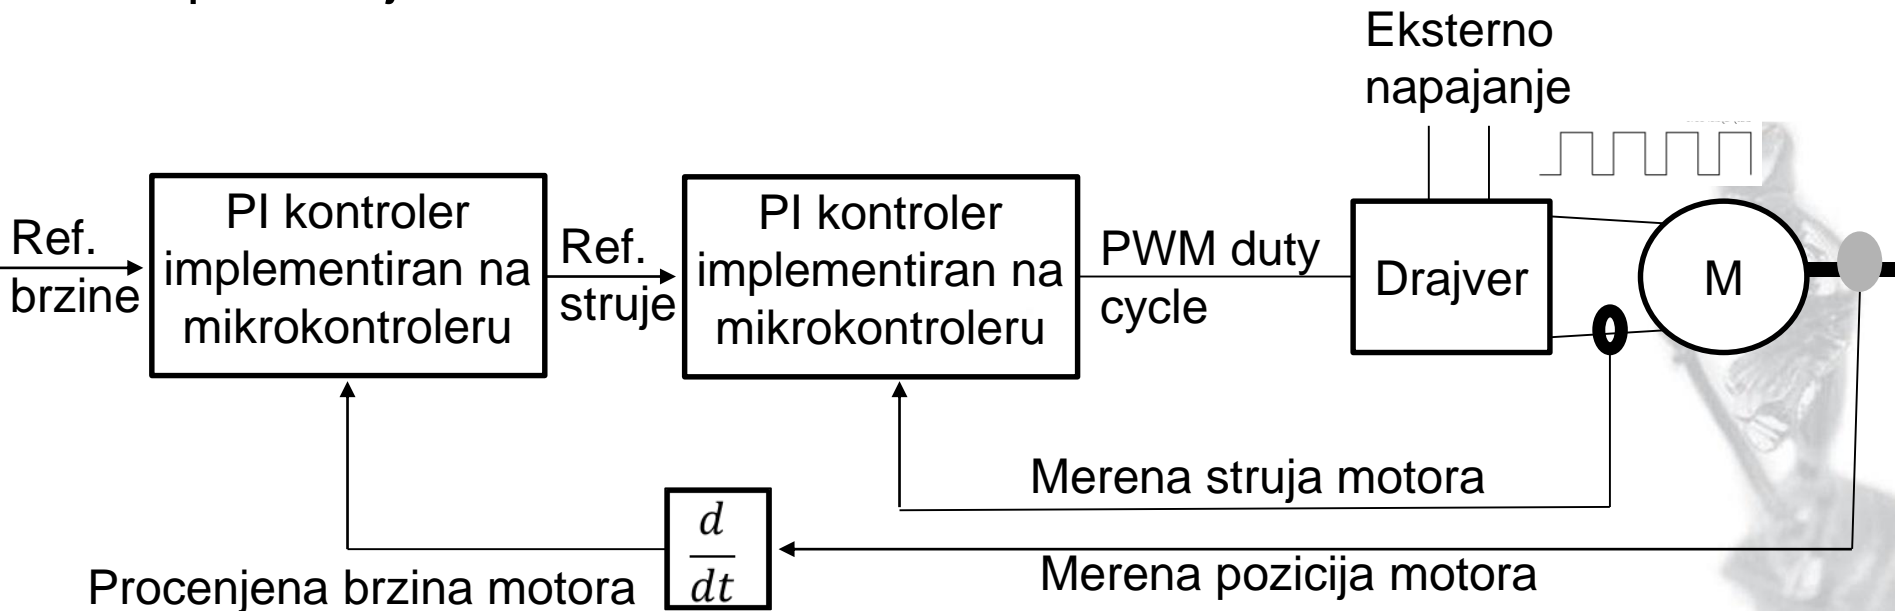 Eksterno
napajanje
Ref.
brzine
PI kontroler
implementiran na
mikrokontroleru
Ref.
struje
PI kontroler
implementiran na
mikrokontroleru
PWM duty
cycle
Drajver
M
Merena struja motora
d
dt
Procenjena brzina motora
Merena pozicija motora